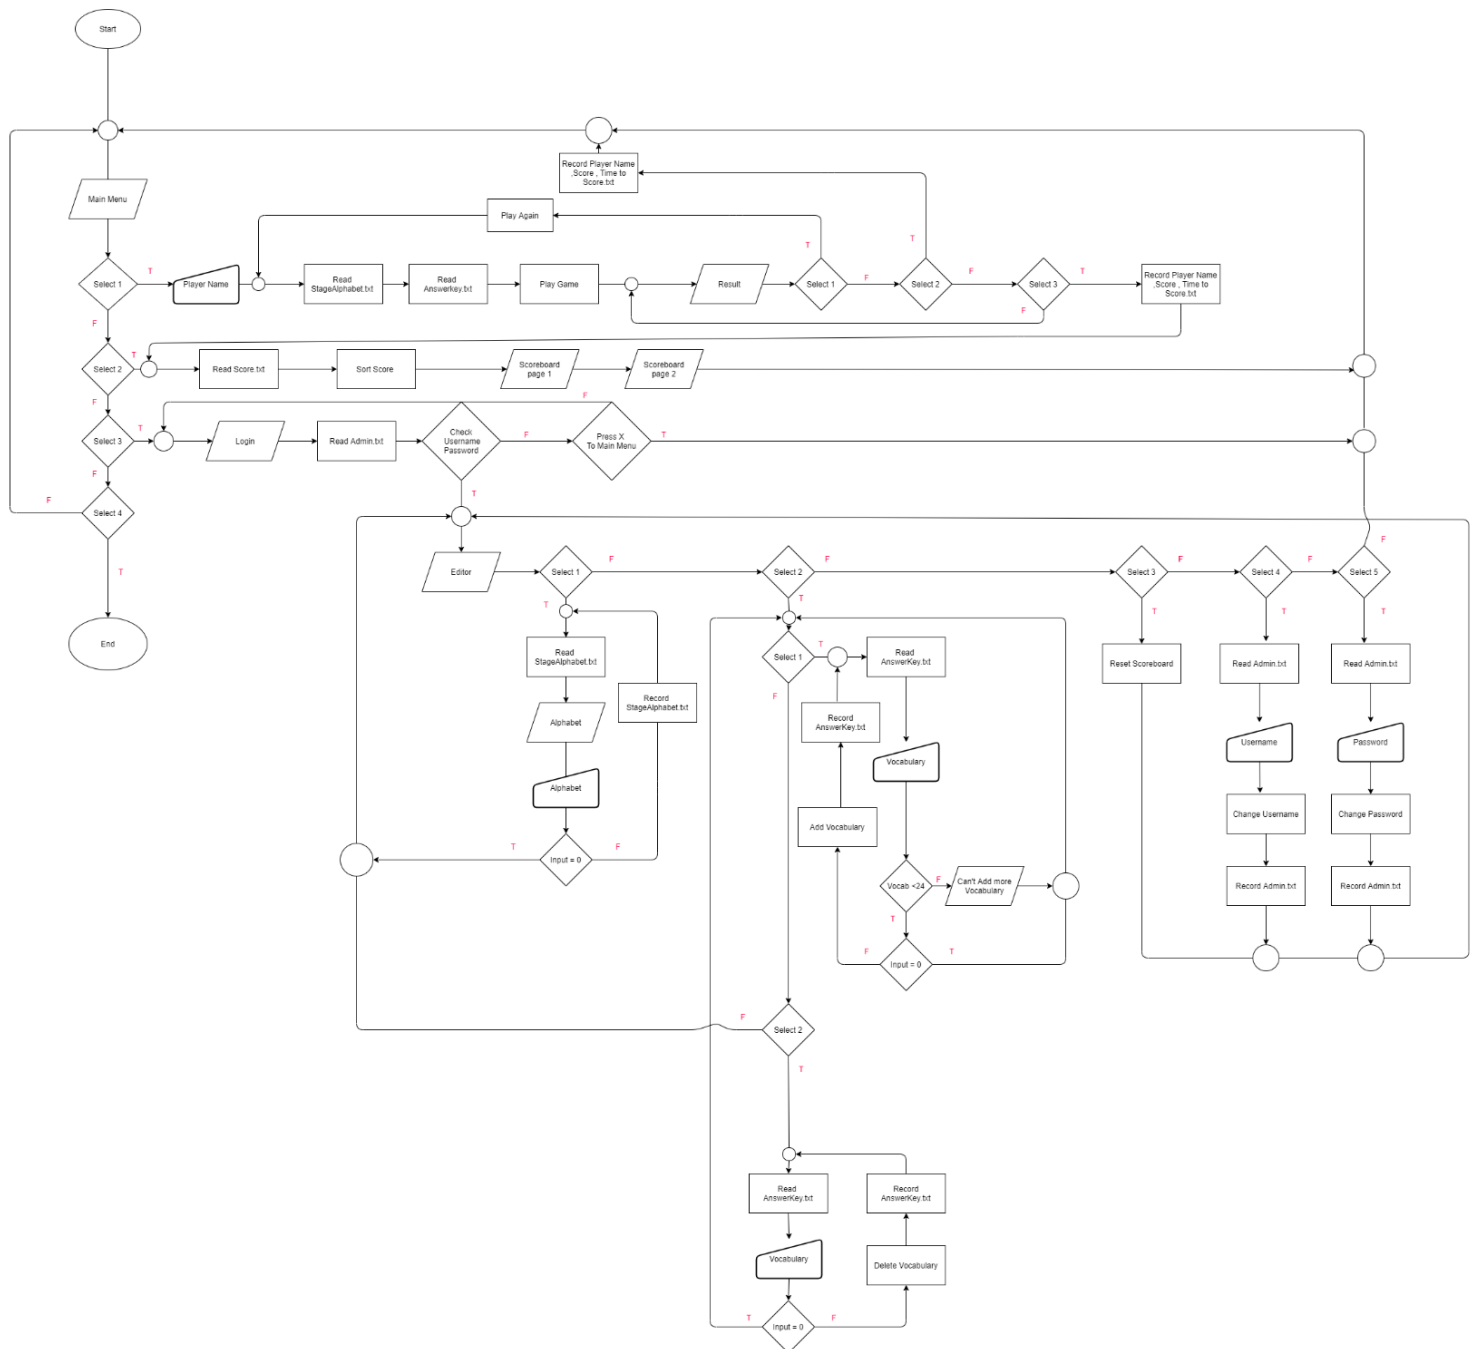 Start
Record Player Name
,Score , Time to
Score.txt
Main Menu
Play Again
T
T
Select 1
T
Player Name
Read
StageAlphabet.txt
Read
Answerkey.txt
Play Game
Result
Select 1
F
Select 2
F
Select 3
T
Record Player Name
,Score , Time to
Score.txt
F
F
Select 2
T
Read Score.txt
Sort Score
Scoreboard
page 1
Scoreboard
page 2
F
F
Select 3
T
Login
Read Admin.txt
Check
Username
Password
F
Press X
To Main Menu
T
F
F
Select 4
T
T
End
Editor
Select 1
F
Select 2
F
Select 3
F
Select 4
F
Select 5
F
T
T
T
T
T
Read
StageAlphabet.txt
Record
StageAlphabet.txt
Alphabet
Alphabet
T
Input = 0
F
Select 1
T
Read
AnswerKey.txt
F
Record
AnswerKey.txt
Vocabulary
Add Vocabulary
Vocab <24
F
Can't Add more
Vocabulary
T
F
Input = 0
T
Reset Scoreboard
Read Admin.txt
Read Admin.txt
Username
Password
Change Username
Change Password
Record Admin.txt
Record Admin.txt
F
Select 2
T
Read
AnswerKey.txt
Record
AnswerKey.txt
Vocabulary
Delete Vocabulary
T
Input = 0
F